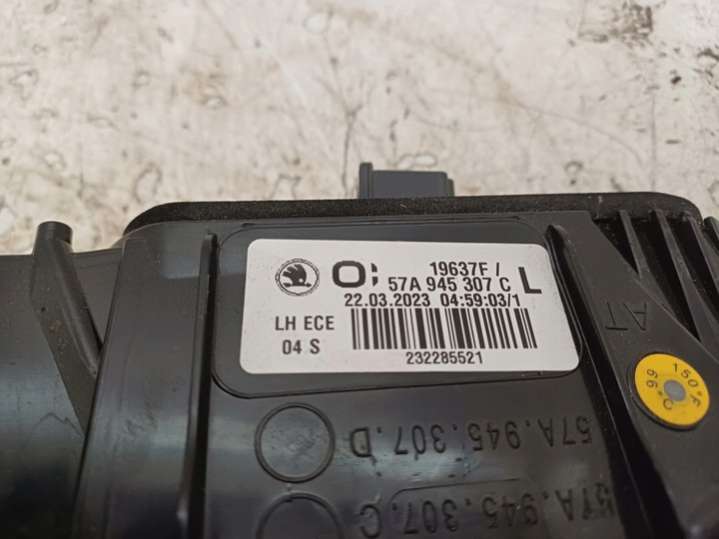 19637F /
57A 945 307 C L
22.03.2023 04:59:03/1
LH ECE
04 S
232285521
AT
150°F
66°C
57A.945.307.D
57A.945.307.C